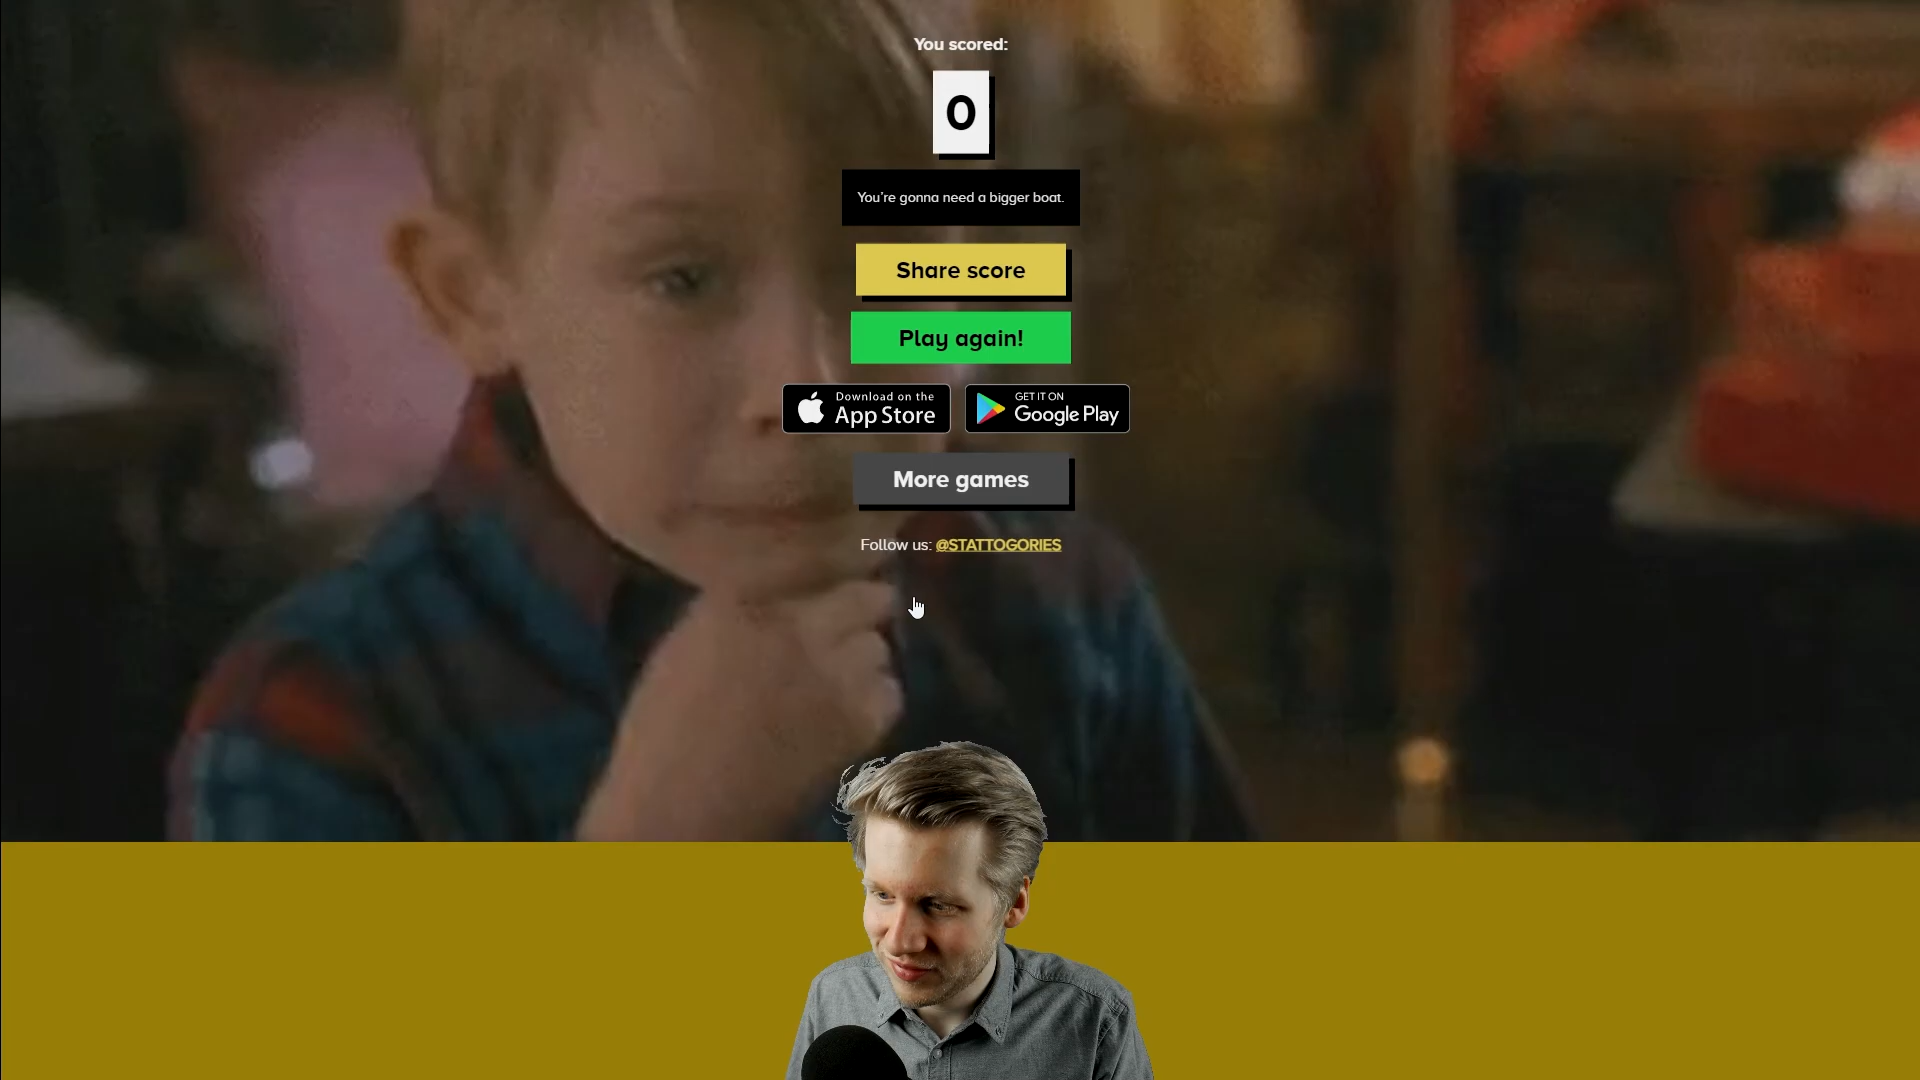 You scored:
0
You're gonna need a bigger boat.
Share score
Play again!
Download on the
App Store
GET IT ON
Google Play
More games
Follow us: @STATTOGORIES